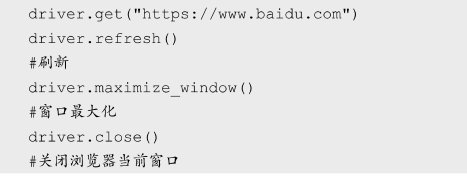 driver.get("https://www.baidu.com")
driver.refresh()
#刷新
driver.maximize_window()
#窗口最大化
driver.close()
#关闭浏览器当前窗口